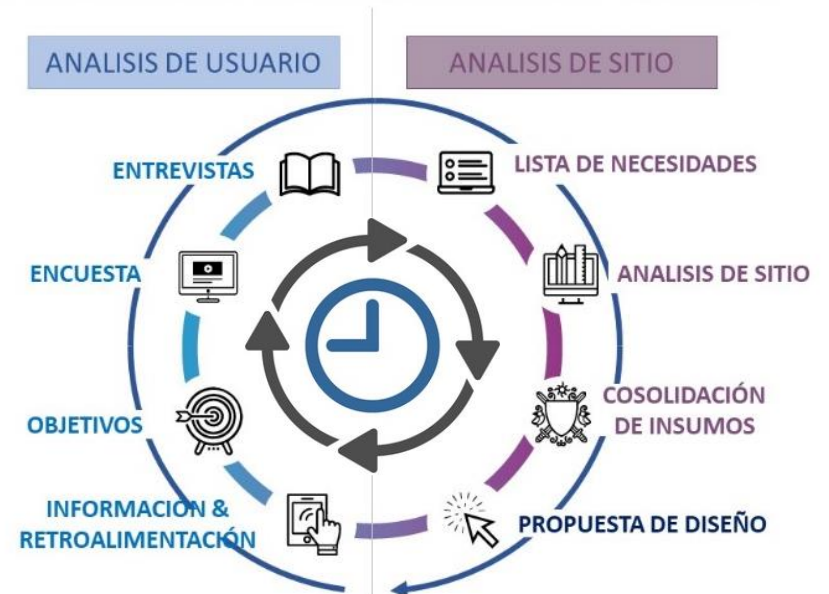 ANALISIS DE USUARIO
ANALISIS DE SITIO
ENTREVISTAS
LISTA DE NECESIDADES
ENCUESTA
ANALISIS DE SITIO
OBJETIVOS
COSOLIDACIÓN
DE INSUMOS
INFORMACION &
RETROALIMENTACIÓN
PROPUESTA DE DISEÑO